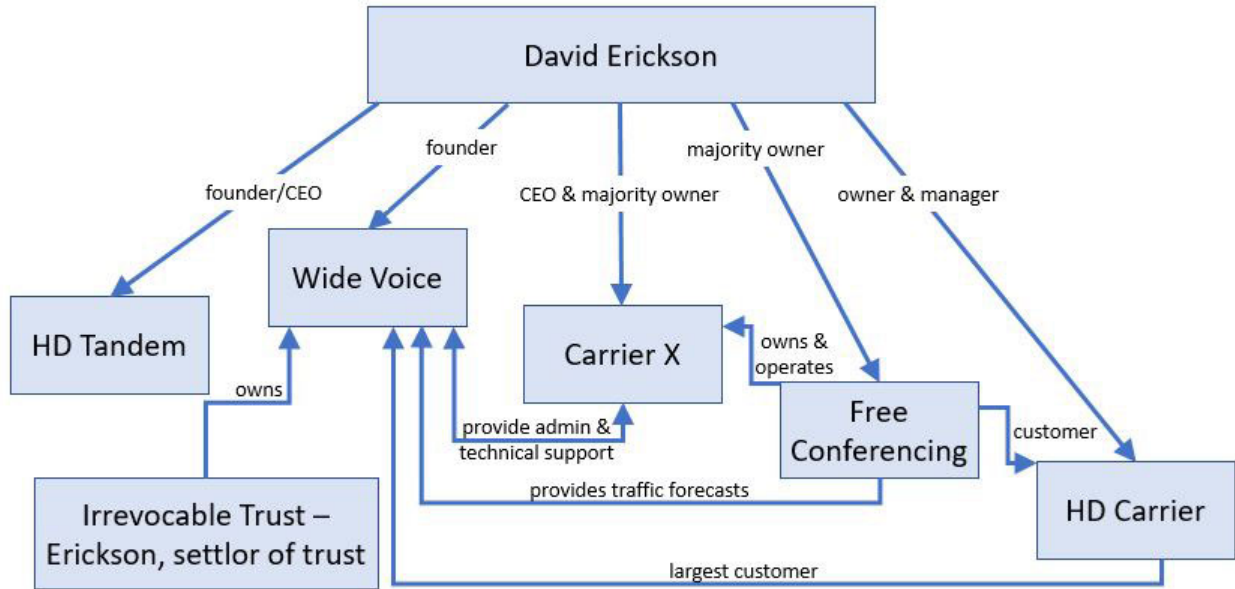 David Erickson
founder
majority owner
founder/CEO
CEO & majority owner
owner & manager
Wide Voice
HD Tandem
Carrier X
owns &
operates
owns
Free
Conferencing
customer
provide admin &
technical support
provides traffic forecasts
Irrevocable Trust –
Erickson, settlor of trust
HD Carrier
largest customer